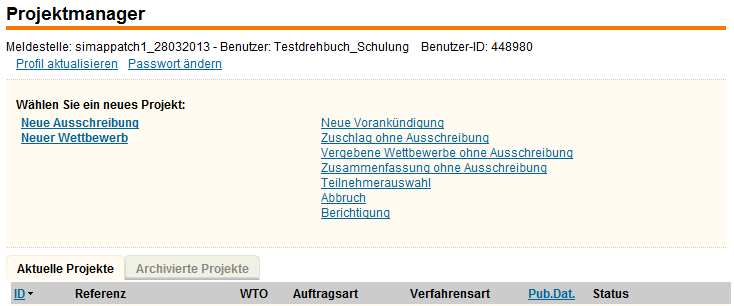 Projektmanager
Meldestelle: simappatch1_28032013 - Benutzer: Testdrehbuch_Schulung Benutzer-ID: 448980
Profil aktualisieren Passwort ändern
Wählen Sie ein neues Projekt:
Neue Ausschreibung
Neuer Wettbewerb
Neue Vorankündigung
Zuschlag ohne Ausschreibung
Vergebene Wettbewerbe ohne Ausschreibung
Zusammenfassung ohne Ausschreibung
Teilnehmerauswahl
Abbruch
Berichtigung
Aktuelle Projekte Archivierte Projekte
ID Referenz WTO Auftragsart Verfahrensart Pub.Dat. Status